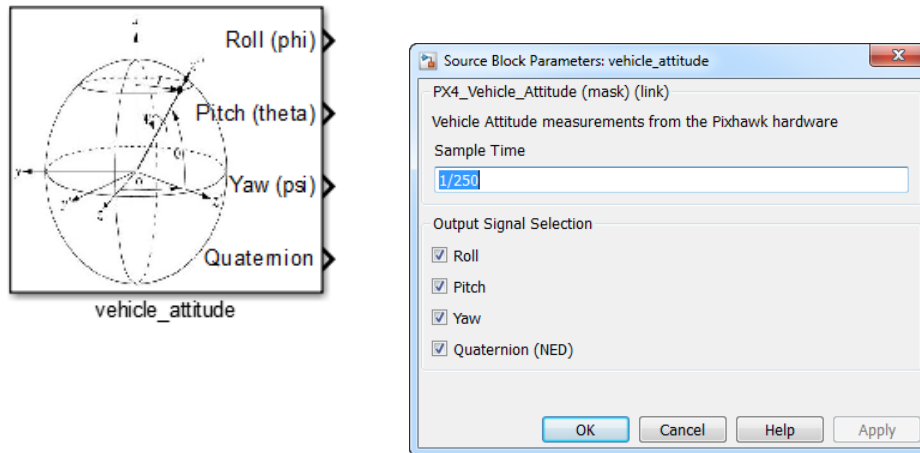 Roll (phi)
Pitch (theta)
Yaw (psi)
Quaternion
vehicle_attitude
Source Block Parameters: vehicle_attitude
PX4_Vehicle_Attitude (mask) (link)
Vehicle Attitude measurements from the Pixhawk hardware
Sample Time
1/250
Output Signal Selection
Roll
Pitch
Yaw
Quaternion (NED)
OK Cancel Help Apply